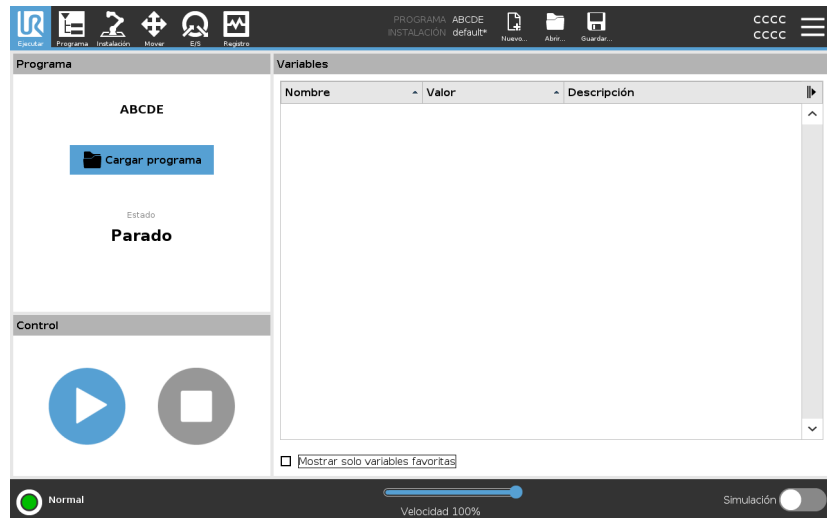 UR
PROGRAMA ABCDE
INSTALACIÓN default*
Ejecutar
Programa
Instalación
Mover
E/S
Registro
Nuevo...
Abrir...
Guardar...
CCCC
CCCC
Programa
ABCDE
Cargar programa
Estado
Parado
Control
Variables
Nombre Valor Descripción
Mostrar solo variables favoritas
Normal
Velocidad 100%
Simulación